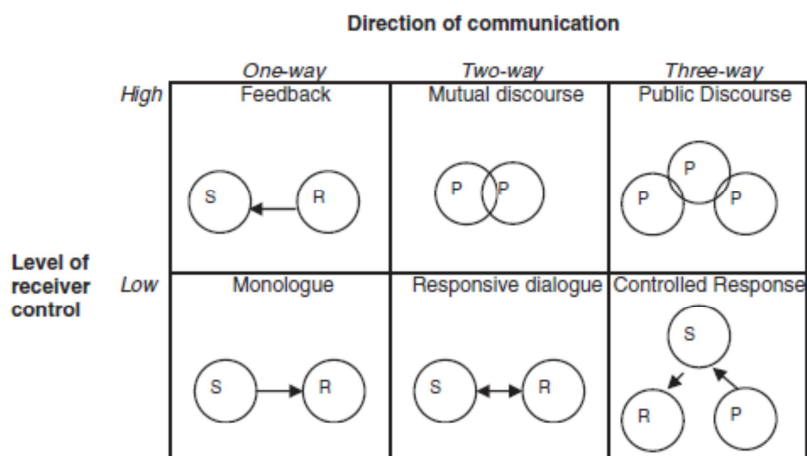 Direction of communication
One-way Two-way Three-way
High Feedback Mutual discourse Public Discourse
S R P P P P P
Level of
receiver
control
Low Monologue Responsive dialogue Controlled Response
S R S R S R P